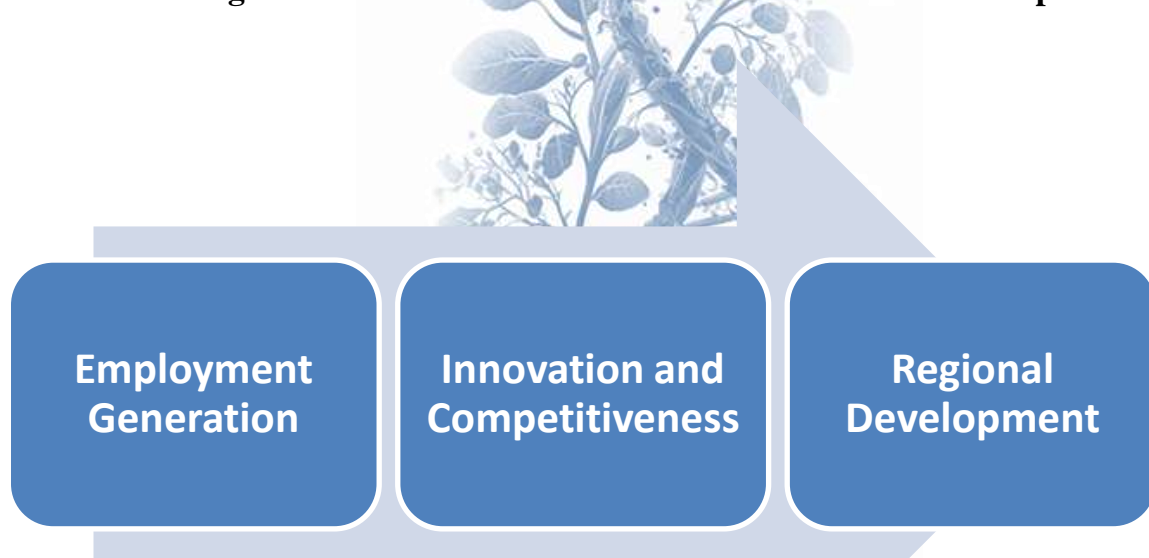 Employment
Generation
Innovation and
Competitiveness
Regional
Development